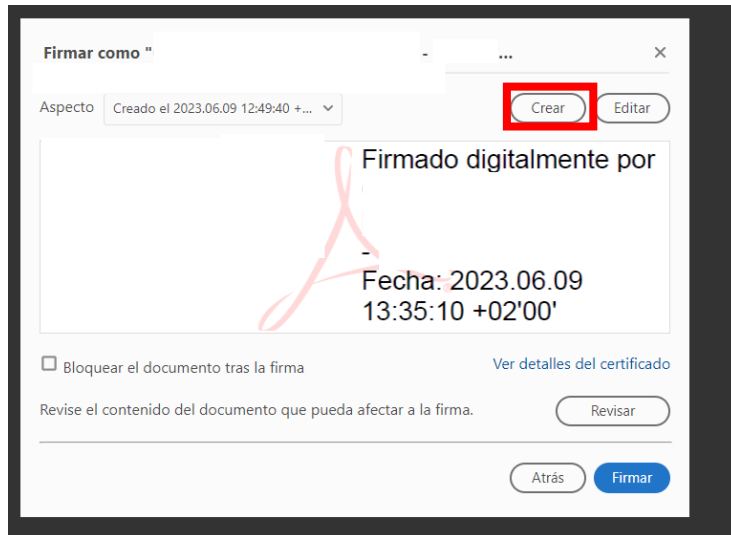 Firmar como " - ...
Aspecto Creado el 2023.06.09 12:49:40 +... Crear Editar
Firmado digitalmente por
-
Fecha: 2023.06.09
13:35:10 +02'00'
Bloquear el documento tras la firma Ver detalles del certificado
Revise el contenido del documento que pueda afectar a la firma. Revisar
Atrás Firmar